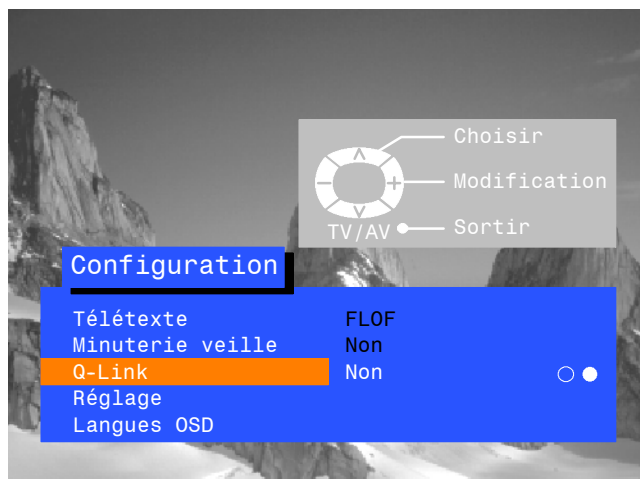 Choisir
Modification
TV/AV Sortir
Configuration
Télétexte FLOF
Minuterie veille Non
Q-Link Non
Réglage
Langues OSD